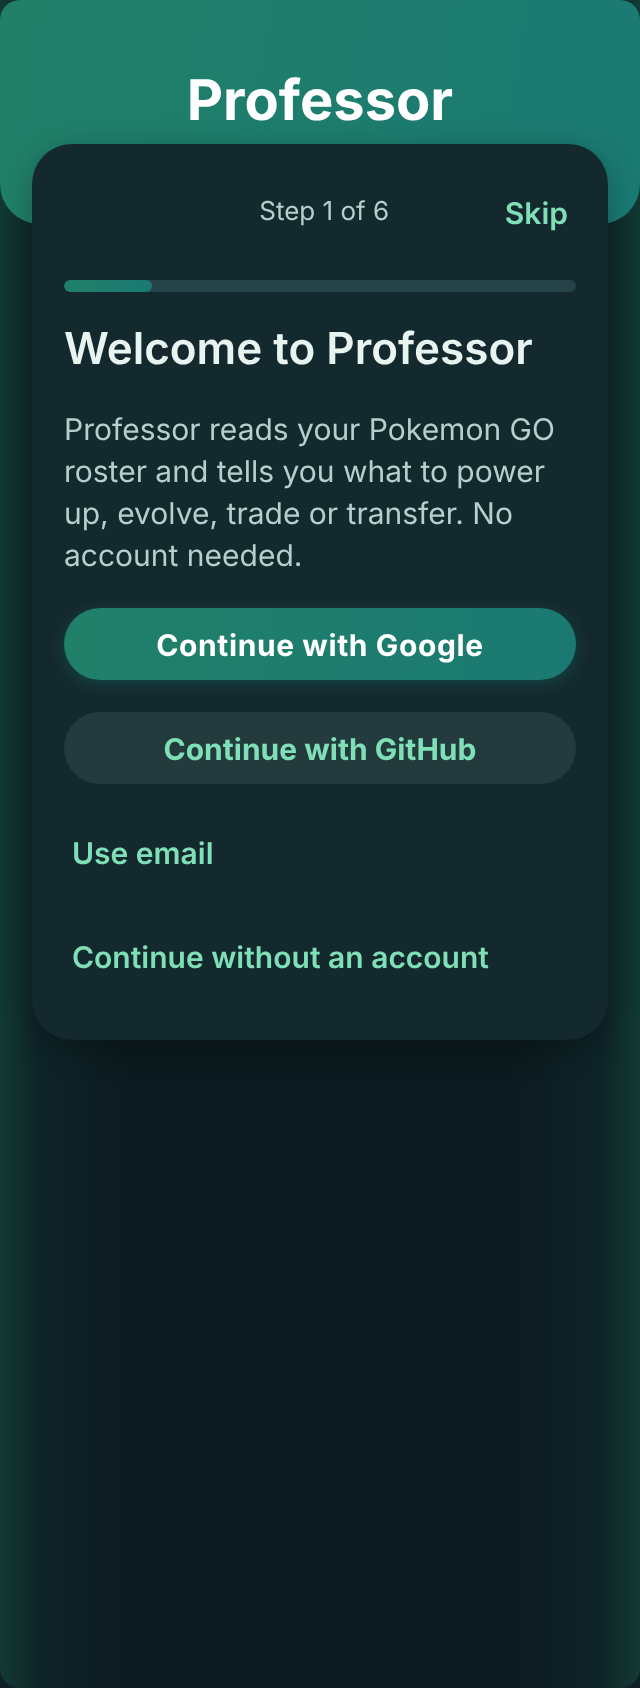 Professor
Step 1 of 6
Skip
Welcome to Professor
Professor reads your Pokemon GO
roster and tells you what to power
up, evolve, trade or transfer. No
account needed.
Continue with Google
Continue with GitHub
Use email
Continue without an account